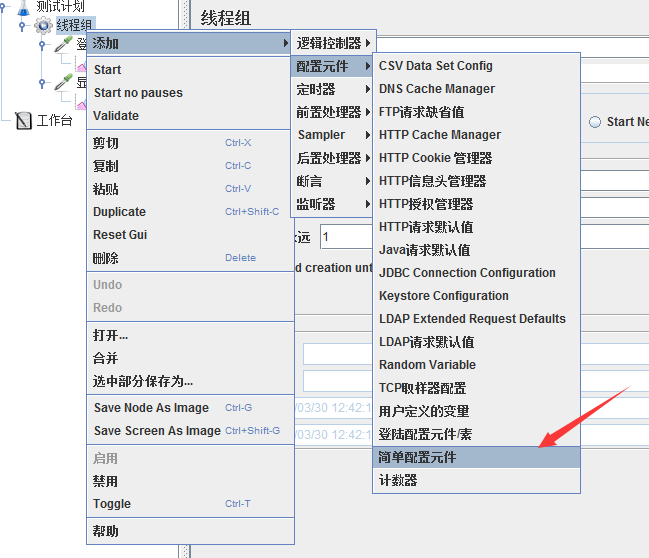 测试计划
线程组
线程组
添加
Start
Start no pauses
Validate
剪切 Ctrl-X
复制 Ctrl-C
粘贴 Ctrl-V
Duplicate Ctrl+Shift-C
Reset Gui
删除 Delete
Undo
Redo
打开...
合并
选中部分保存为...
Save Node As Image Ctrl-G
Save Screen As Image Ctrl+Shift-G
启用
禁用
Toggle Ctrl-T
帮助
工作台
逻辑控制器
配置元件
定时器
前置处理器
Sampler
后置处理器
断言
监听器
CSV Data Set Config
DNS Cache Manager
FTP请求缺省值
HTTP Cache Manager
HTTP Cookie 管理器
HTTP信息头管理器
HTTP授权管理器
HTTP请求默认值
Java请求默认值
JDBC Connection Configuration
Keystore Configuration
LDAP Extended Request Defaults
LDAP请求默认值
Random Variable
TCP取样器配置
用户定义的变量
登陆配置元件/素
简单配置元件
计数器
Start Ne
远 1
d creation unt
/03/30 12:42:1
/03/30 12:42:1